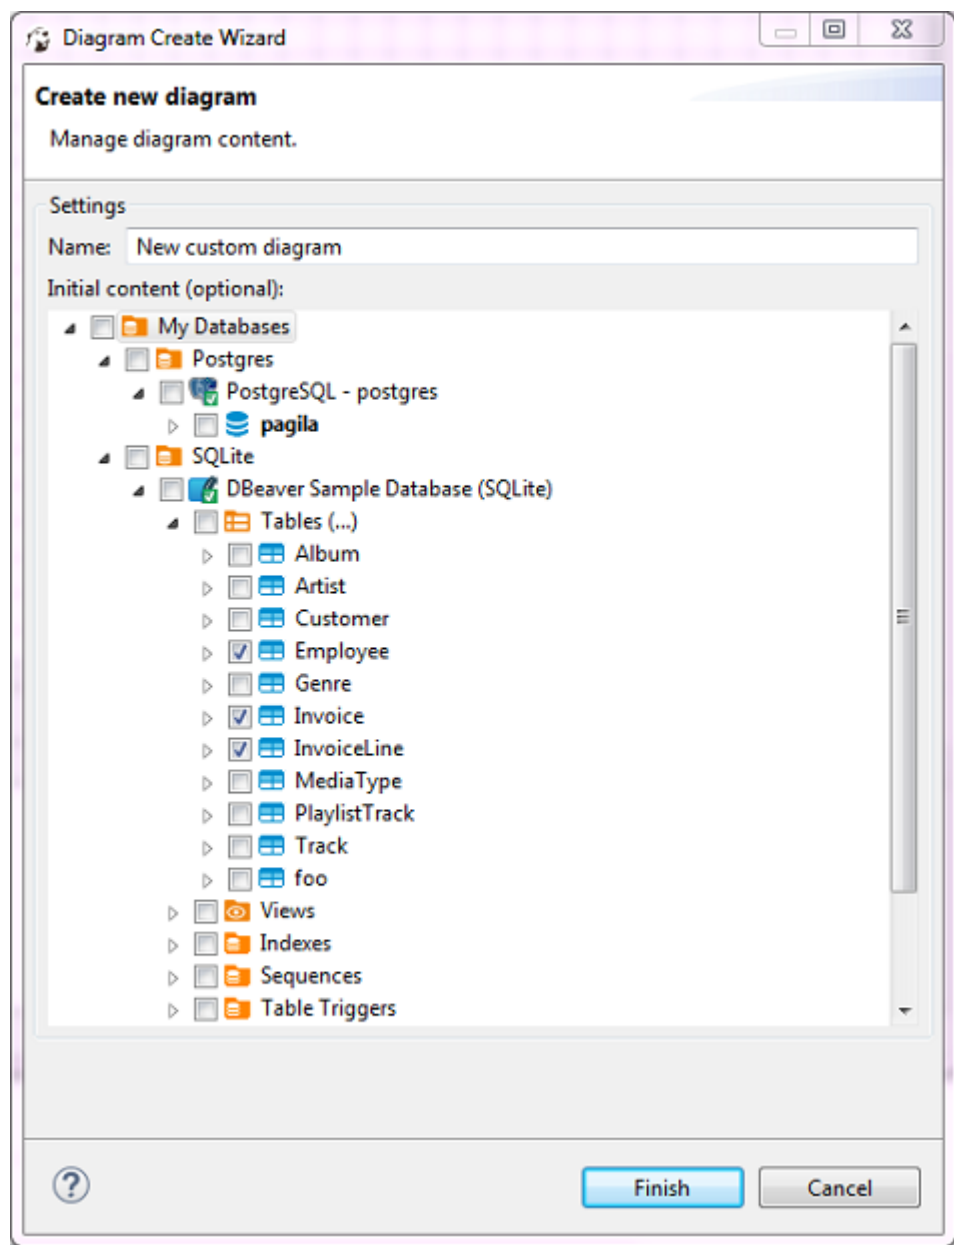 Diagram Create Wizard
Create new diagram
Manage diagram content.
Settings
Name: New custom diagram
Initial content (optional):
My Databases
Postgres
PostgreSQL - postgres
pagila
SQLite
DBeaver Sample Database (SQLite)
Tables (...)
Album
Artist
Customer
Employee
Genre
Invoice
InvoiceLine
MediaType
PlaylistTrack
Track
foo
Views
Indexes
Sequences
Table Triggers
Finish Cancel